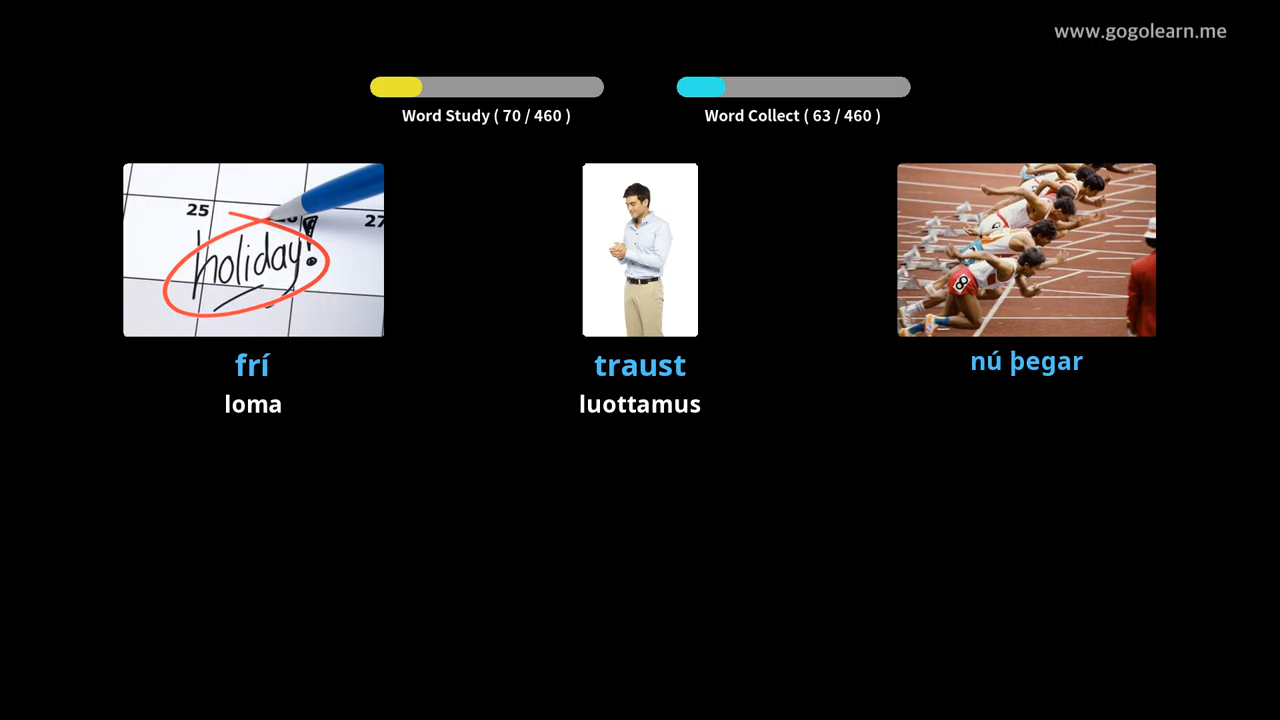 www.gogolearn.me
Word Study ( 70 / 460 )
Word Collect ( 63 / 460 )
25
27
holiday!
8
frí
traust
nú þegar
loma
luottamus